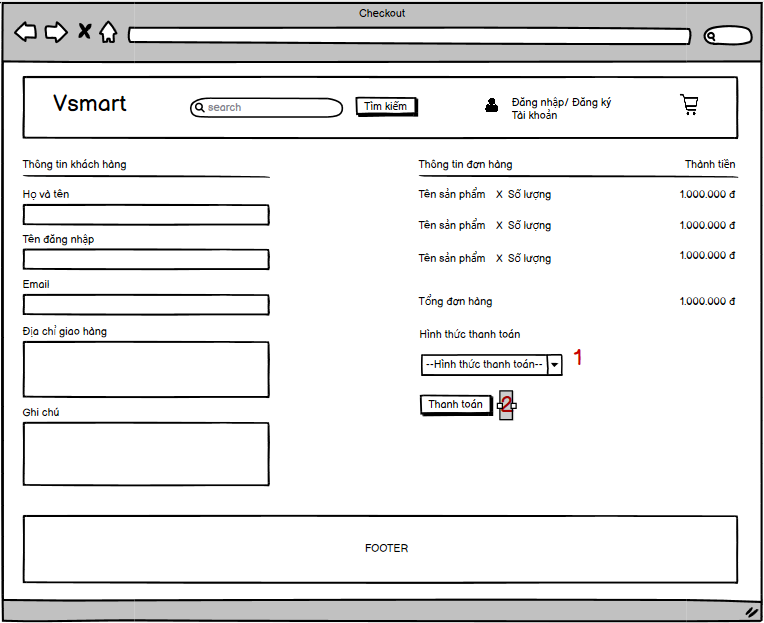 Checkout
Vsmart
search
Tìm kiếm
Đăng nhập/ Đăng ký
Tài khoản
Thông tin khách hàng
Họ và tên
Tên đăng nhập
Email
Địa chỉ giao hàng
Ghi chú
Thông tin đơn hàng Thành tiền
Tên sản phẩm X Số lượng 1.000.000 đ
Tên sản phẩm X Số lượng 1.000.000 đ
Tên sản phẩm X Số lượng 1.000.000 đ
Tổng đơn hàng 1.000.000 đ
Hình thức thanh toán
--Hình thức thanh toán-- 1
Thanh toán 2
FOOTER